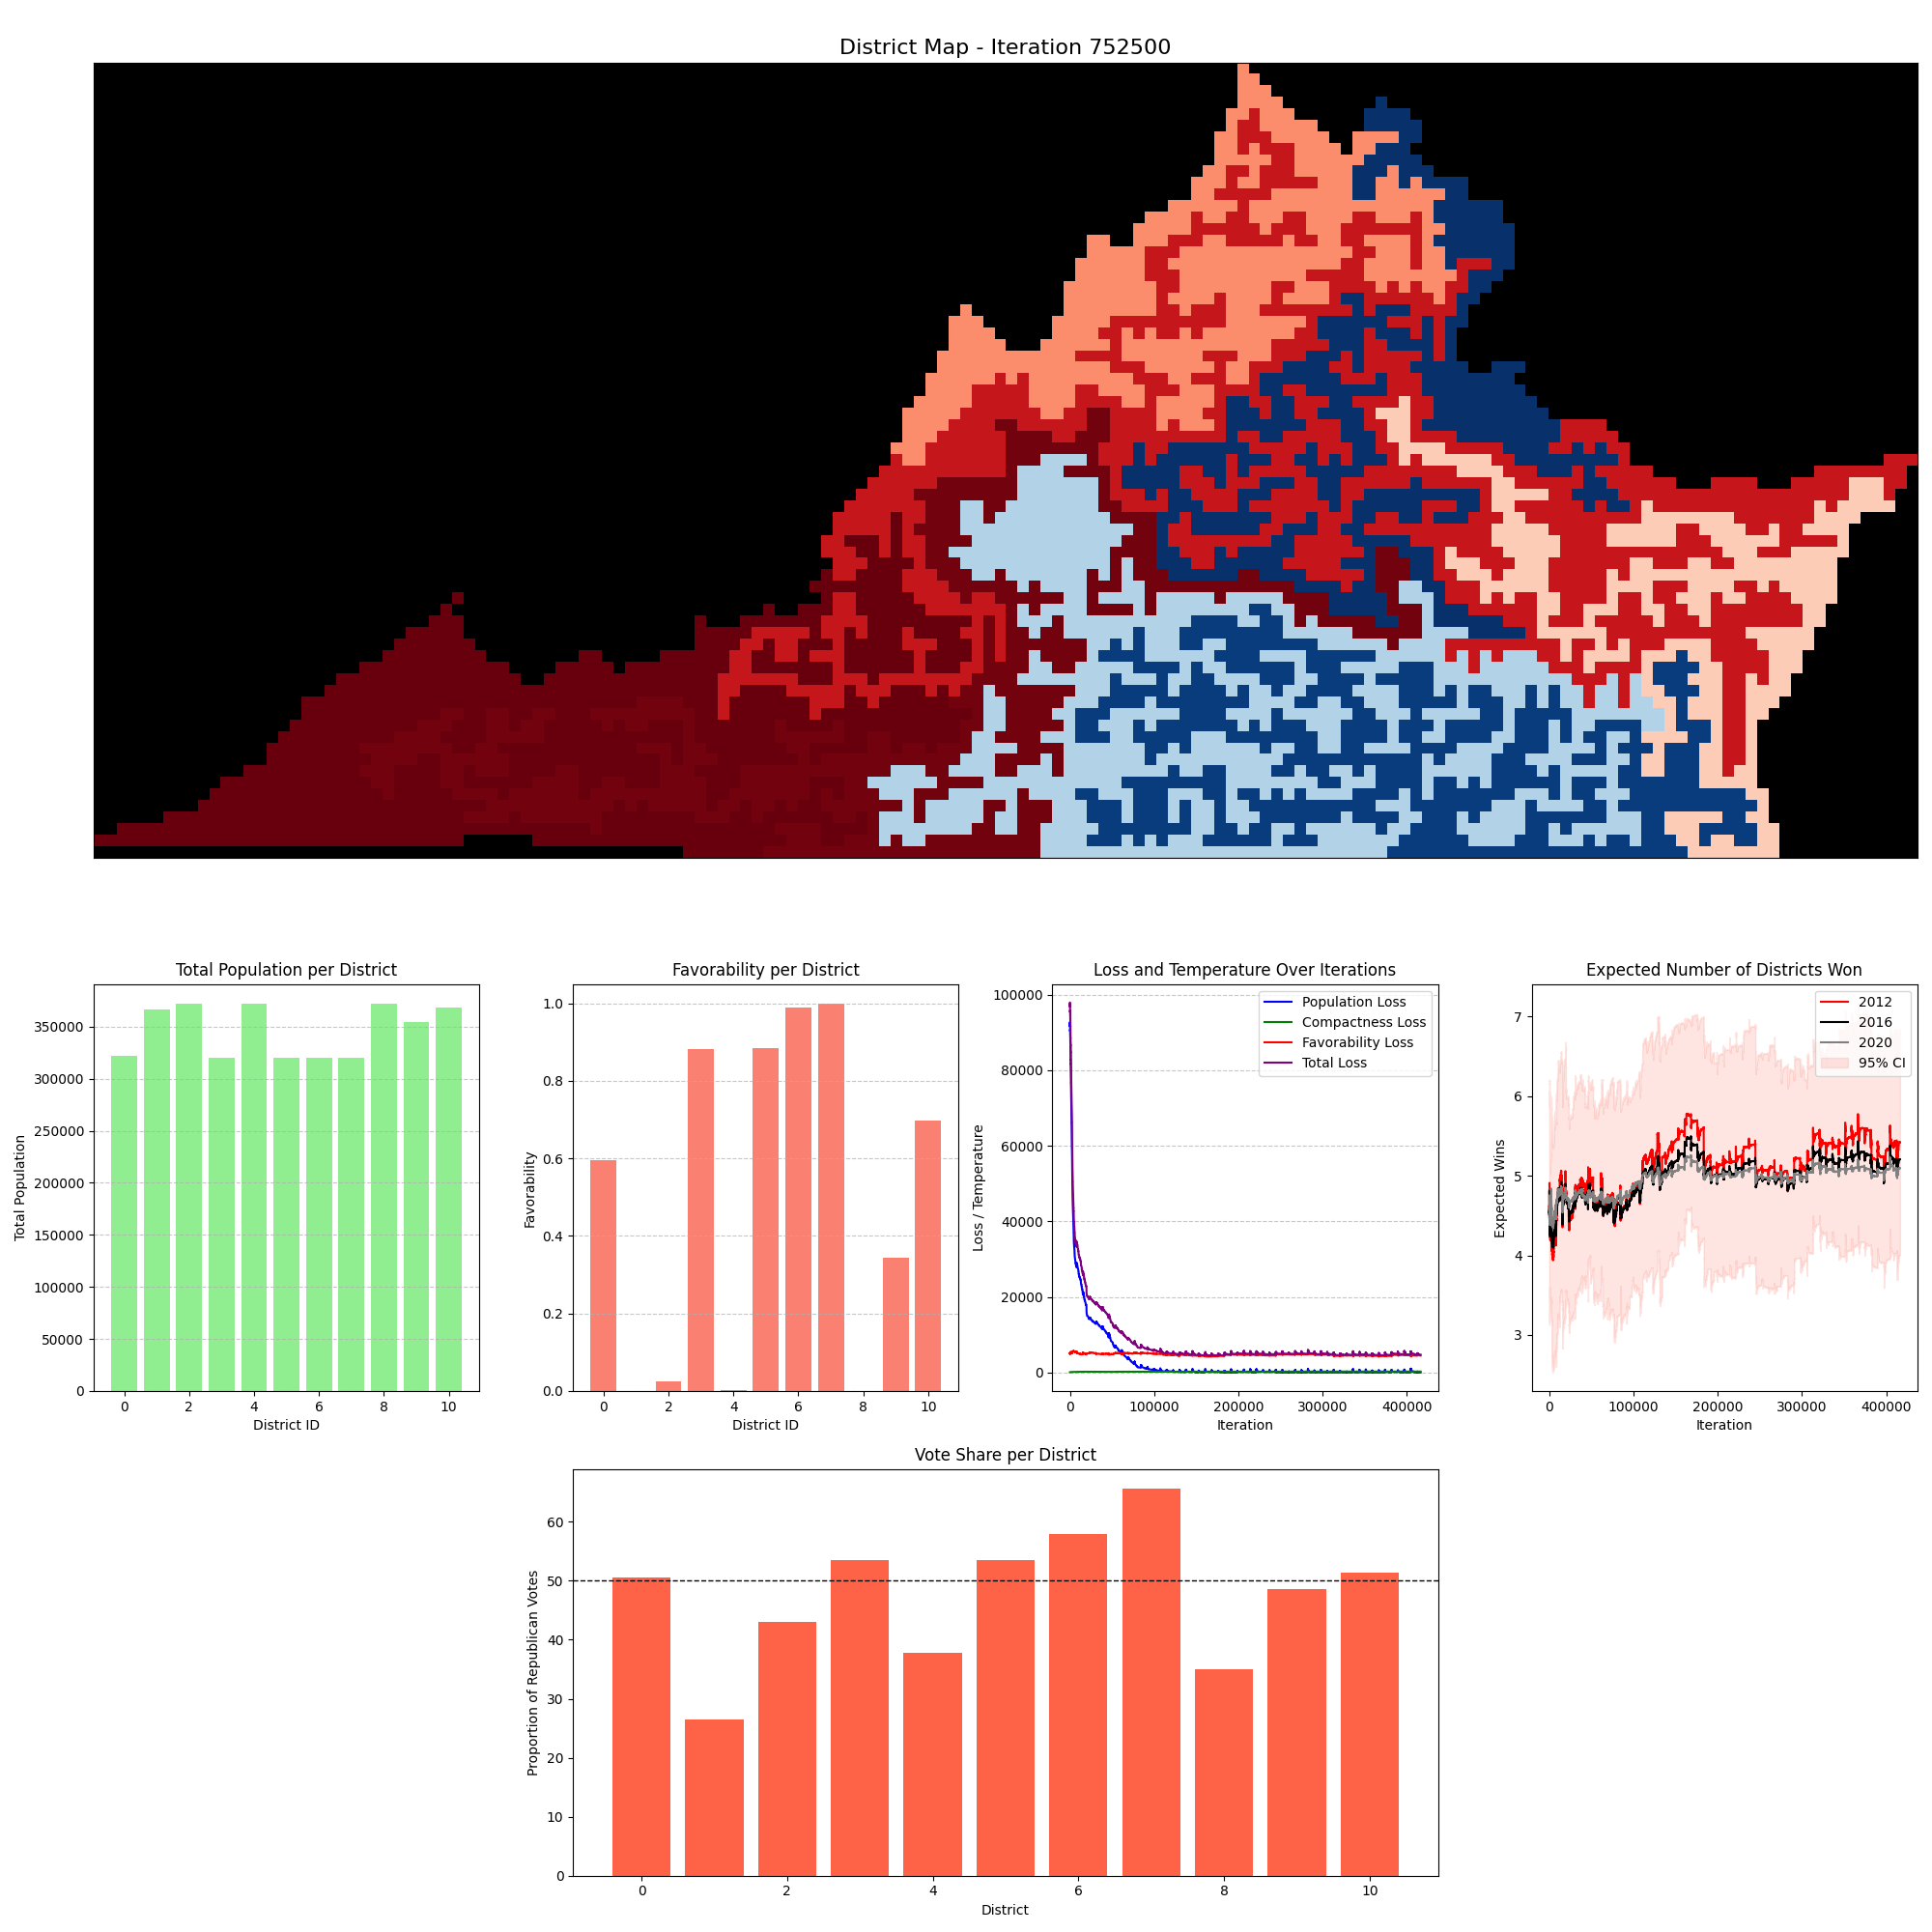 District Map - Iteration 752500
Total Population per District
Total Population
350000
300000
250000
200000
150000
100000
50000
0
0 2 4 6 8 10
District ID
Favorability per District
Favorability
1.0
0.8
0.6
0.4
0.2
0.0
0 2 4 6 8 10
District ID
Loss and Temperature Over Iterations
Loss / Temperature
100000
80000
60000
40000
20000
0
Population Loss
Compactness Loss
Favorability Loss
Total Loss
0 100000 200000 300000 400000
Iteration
Expected Number of Districts Won
Expected Wins
7
6
5
4
3
2012
2016
2020
95% CI
0 100000 200000 300000 400000
Iteration
Vote Share per District
Proportion of Republican Votes
60
50
40
30
20
10
0
0 2 4 6 8 10
District